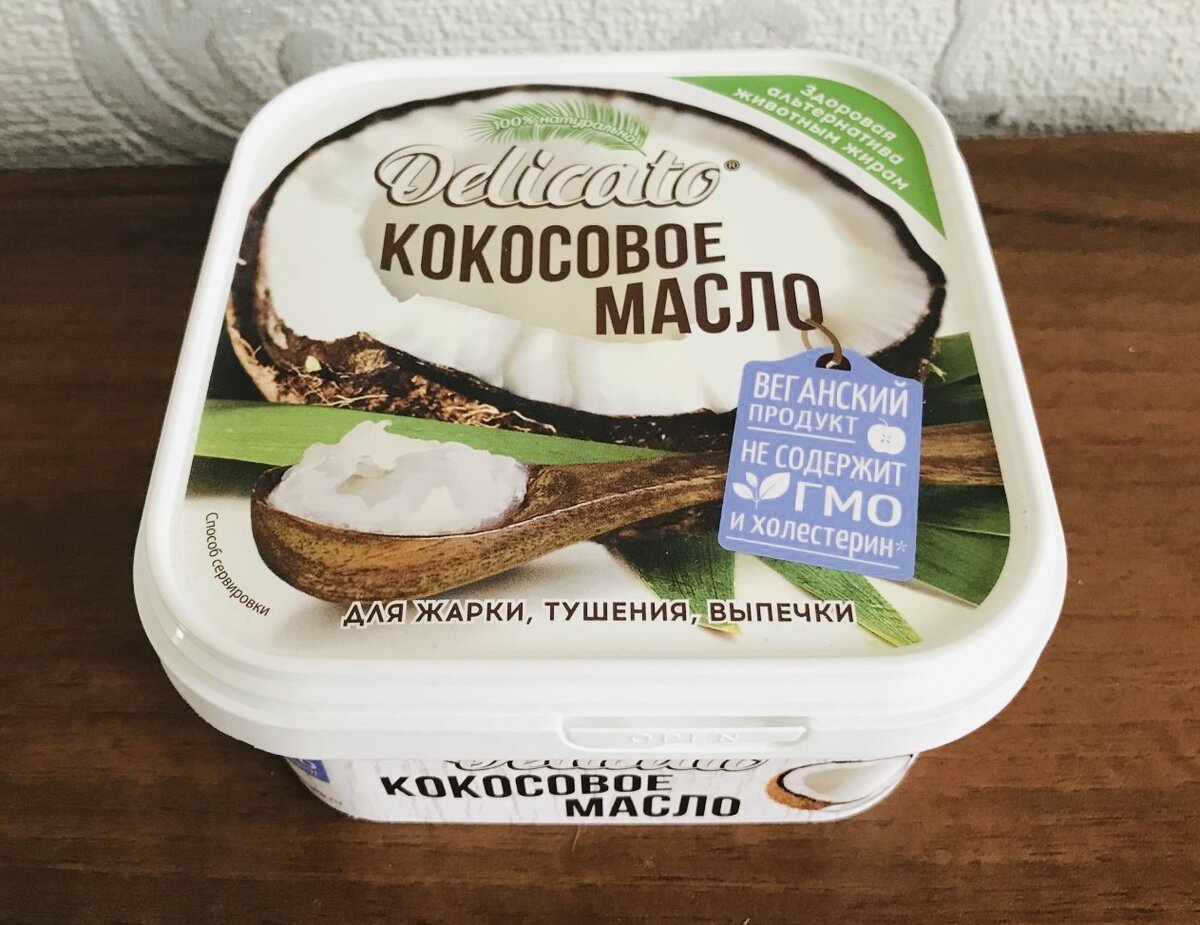 Здоровая
альтернатива
животным жирам
100% натурально!
Delicato®
КОКОСОВОЕ
МАСЛО
ВЕГАНСКИЙ
ПРОДУКТ
НЕ СОДЕРЖИТ
ГМО
И ХОЛЕСТЕРИН*
Способ сервировки
ДЛЯ ЖАРКИ, ТУШЕНИЯ, ВЫПЕЧКИ
OPEN
Delicato
КОКОСОВОЕ
МАСЛО